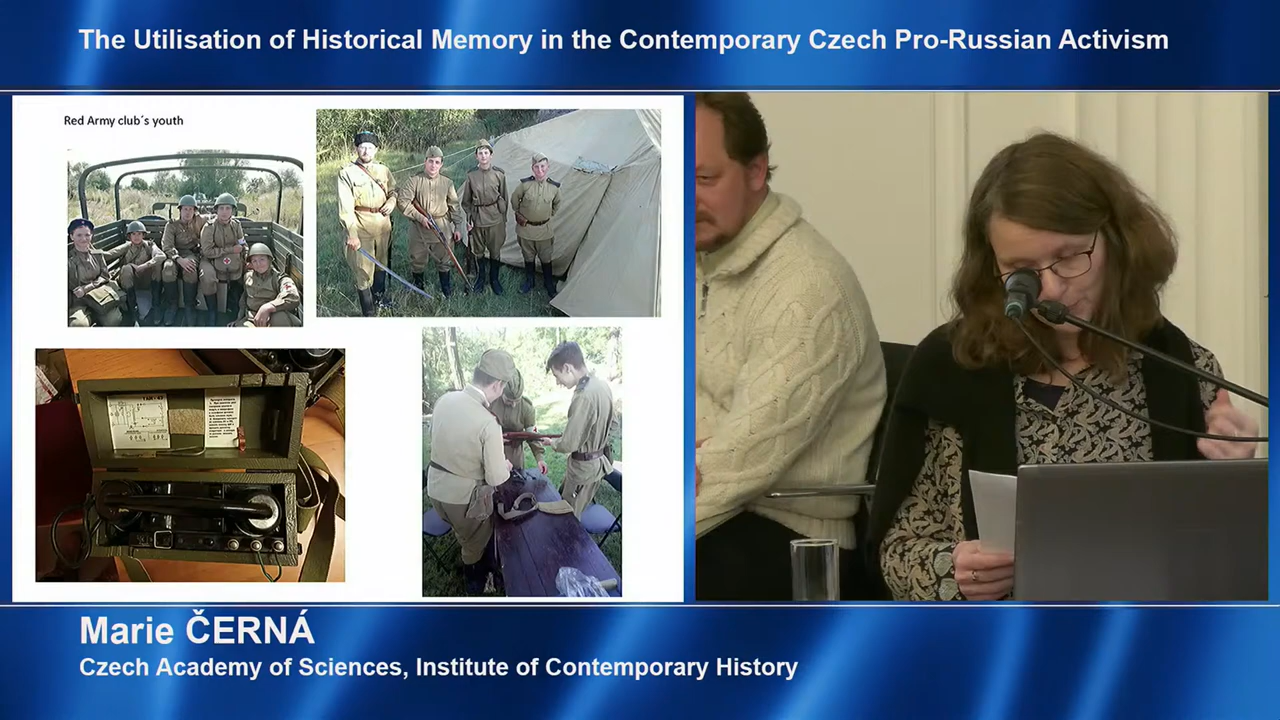 The Utilisation of Historical Memory in the Contemporary Czech Pro-Russian Activism
Red Army club´s youth
Marie ČERNÁ
Czech Academy of Sciences, Institute of Contemporary History